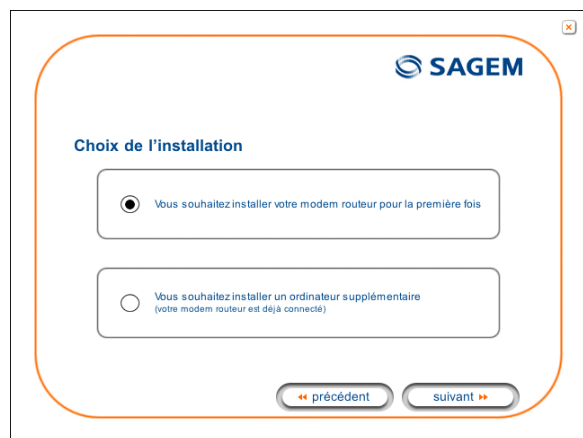 SAGEM
Choix de l'installation
Vous souhaitez installer votre modem routeur pour la première fois
Vous souhaitez installer un ordinateur supplémentaire
(votre modem routeur est déjà connecté)
précédent
suivant